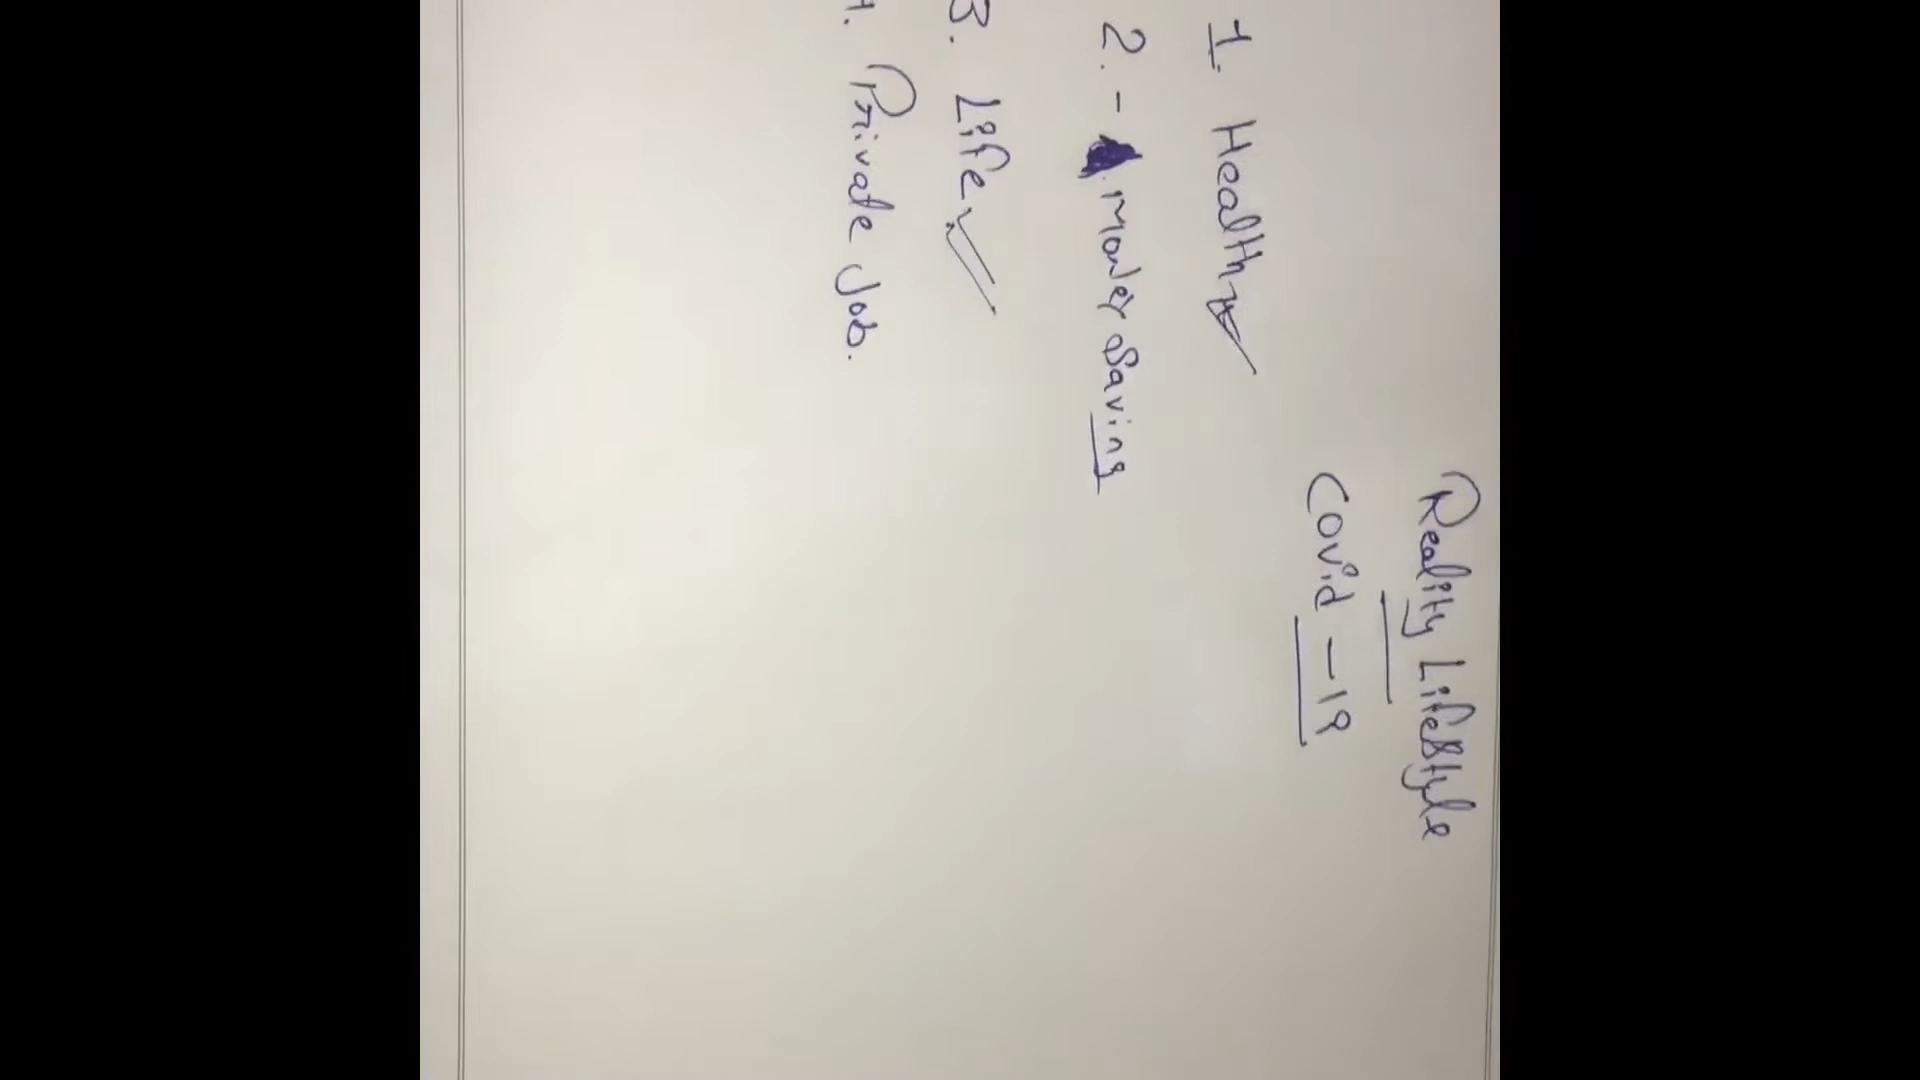 Reality LifeStyle
Covid-19
1. Health
2.- Money Saving
3. Life
4. Private Job.